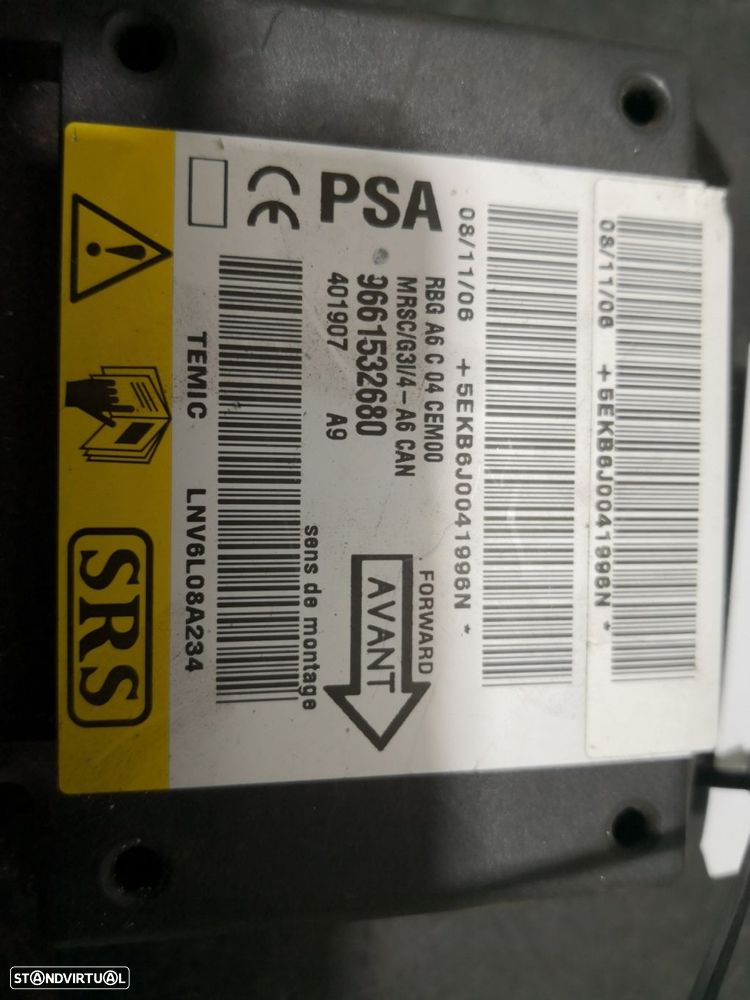 08/11/06 +5EKB6J0041996N *
08/11/06 +5EKB6J0041996N *
PSA
RBG A6 C 04 CEM00
MRSC/G3I/4-A6 CAN
9661532680
401907 A9
FORWARD
AVANT
sens de montage
CE
TEMIC LNV6L08A234
SRS
STANDVIRTUAL